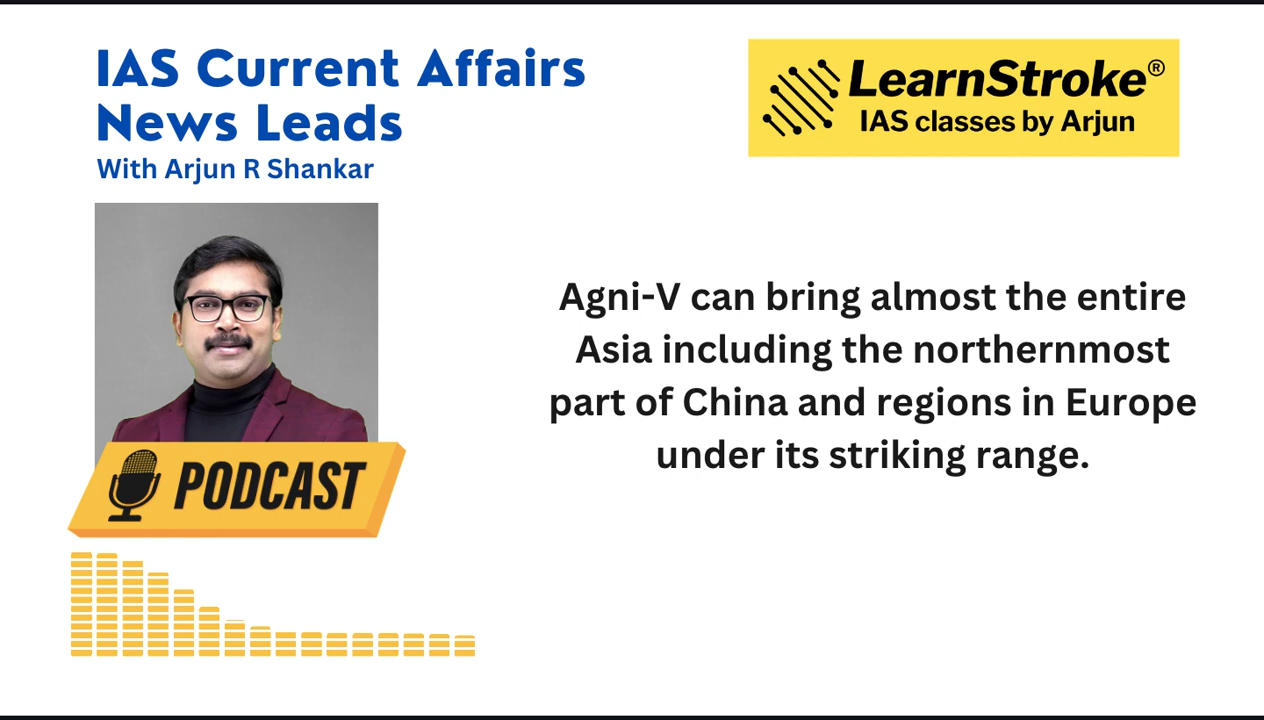 IAS Current Affairs
News Leads
With Arjun R Shankar
LearnStroke®
IAS classes by Arjun
Agni-V can bring almost the entire
Asia including the northernmost
part of China and regions in Europe
under its striking range.
PODCAST